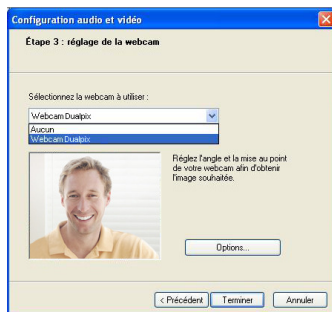 Configuration audio et vidéo
Étape 3 : réglage de la webcam
Sélectionnez la webcam à utiliser :
Webcam Dualpix
Aucun
Webcam Dualpix
Réglez l'angle et la mise au point
de votre webcam afin d'obtenir
l'image souhaitée.
Options...
< Précédent
Terminer
Annuler